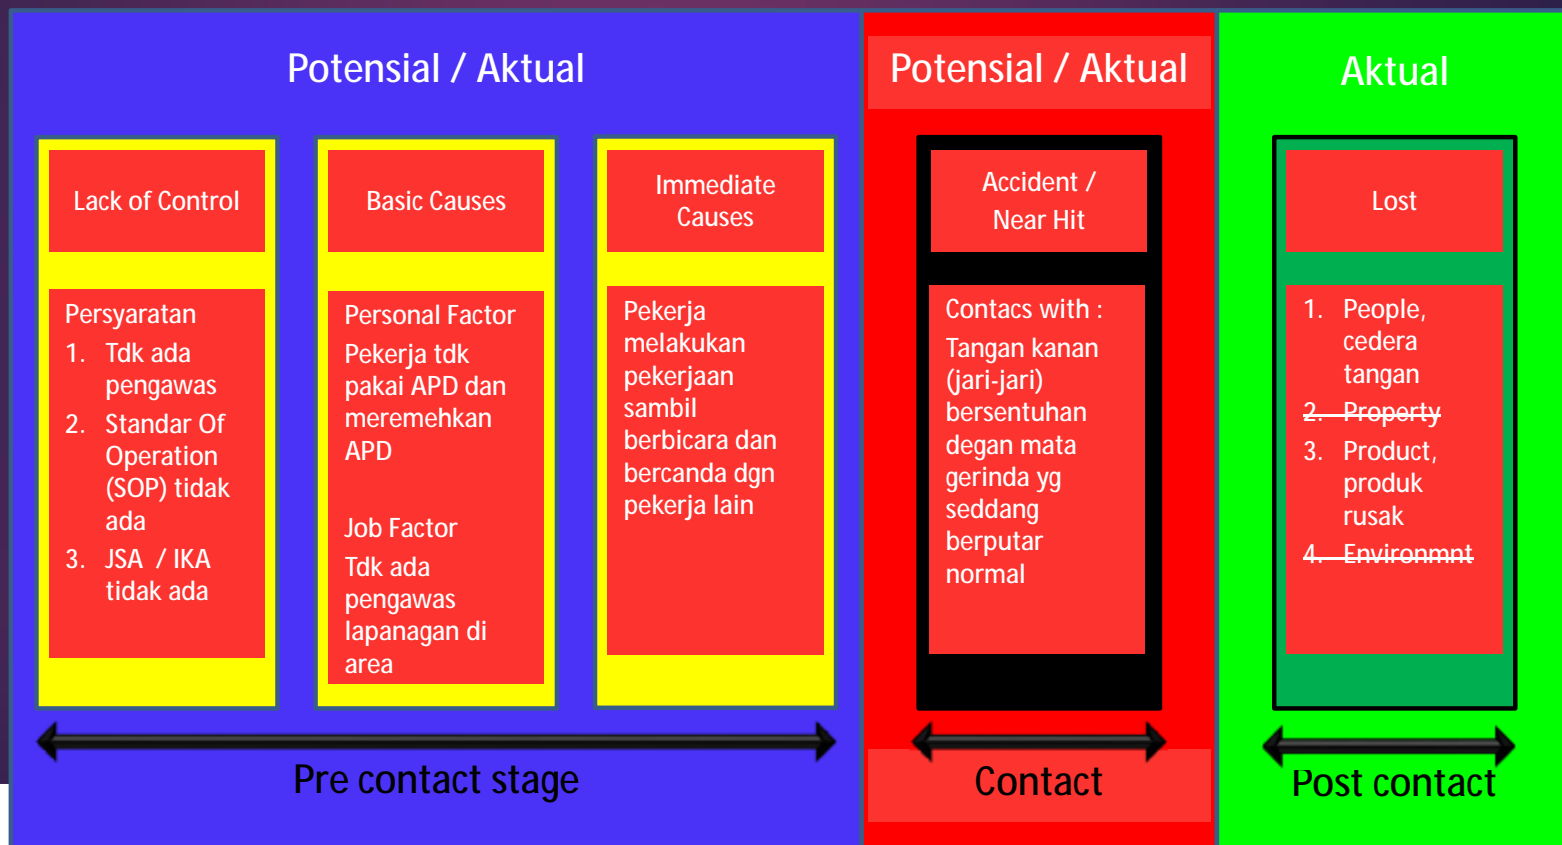 Potensial / Aktual
Potensial / Aktual
Aktual
Lack of Control
Persyaratan
1. Tdk ada
pengawas
2. Standar Of
Operation
(SOP) tidak
ada
3. JSA / IKA
tidak ada
Basic Causes
Personal Factor
Pekerja tdk
pakai APD dan
meremehkan
APD
Job Factor
Tdk ada
pengawas
lapanagan di
area
Immediate
Causes
Pekerja
melakukan
pekerjaan
sambil
berbicara dan
bercanda dgn
pekerja lain
Accident /
Near Hit
Contacs with :
Tangan kanan
(jari-jari)
bersentuhan
degan mata
gerinda yg
seddang
berputar
normal
Lost
1. People,
cedera
tangan
2. Property
3. Product,
produk
rusak
4. Environmnt
Pre contact stage
Contact
Post contact